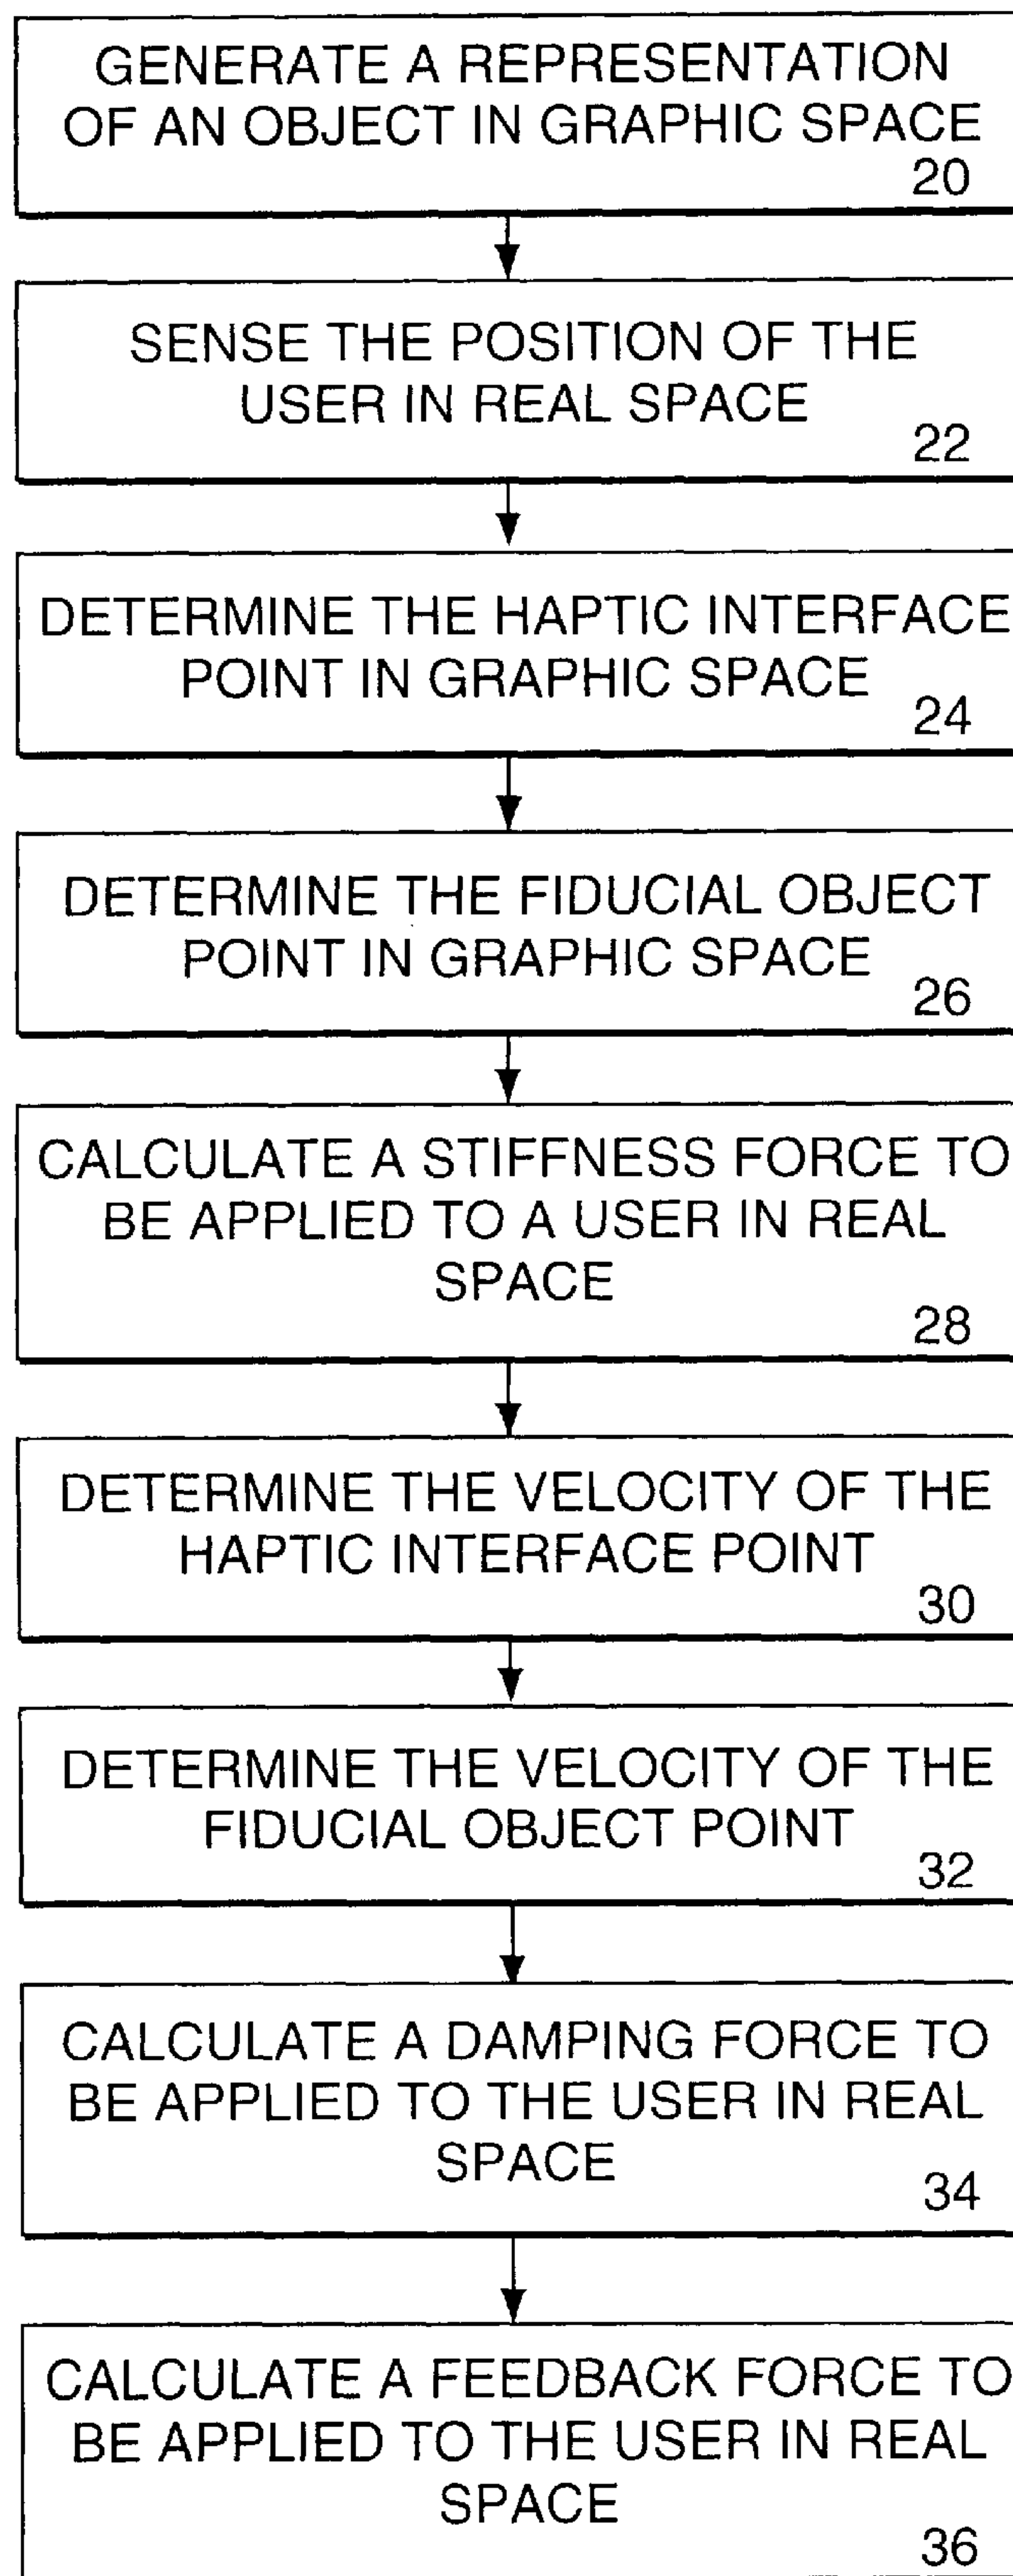 GENERATE A REPRESENTATION
OF AN OBJECT IN GRAPHIC SPACE
20
SENSE THE POSITION OF THE
USER IN REAL SPACE
22
DETERMINE THE HAPTIC INTERFACE
POINT IN GRAPHIC SPACE
24
DETERMINE THE FIDUCIAL OBJECT
POINT IN GRAPHIC SPACE
26
CALCULATE A STIFFNESS FORCE TO
BE APPLIED TO A USER IN REAL
SPACE
28
DETERMINE THE VELOCITY OF THE
HAPTIC INTERFACE POINT
30
DETERMINE THE VELOCITY OF THE
FIDUCIAL OBJECT POINT
32
CALCULATE A DAMPING FORCE TO
BE APPLIED TO THE USER IN REAL
SPACE
34
CALCULATE A FEEDBACK FORCE TO
BE APPLIED TO THE USER IN REAL
SPACE
36